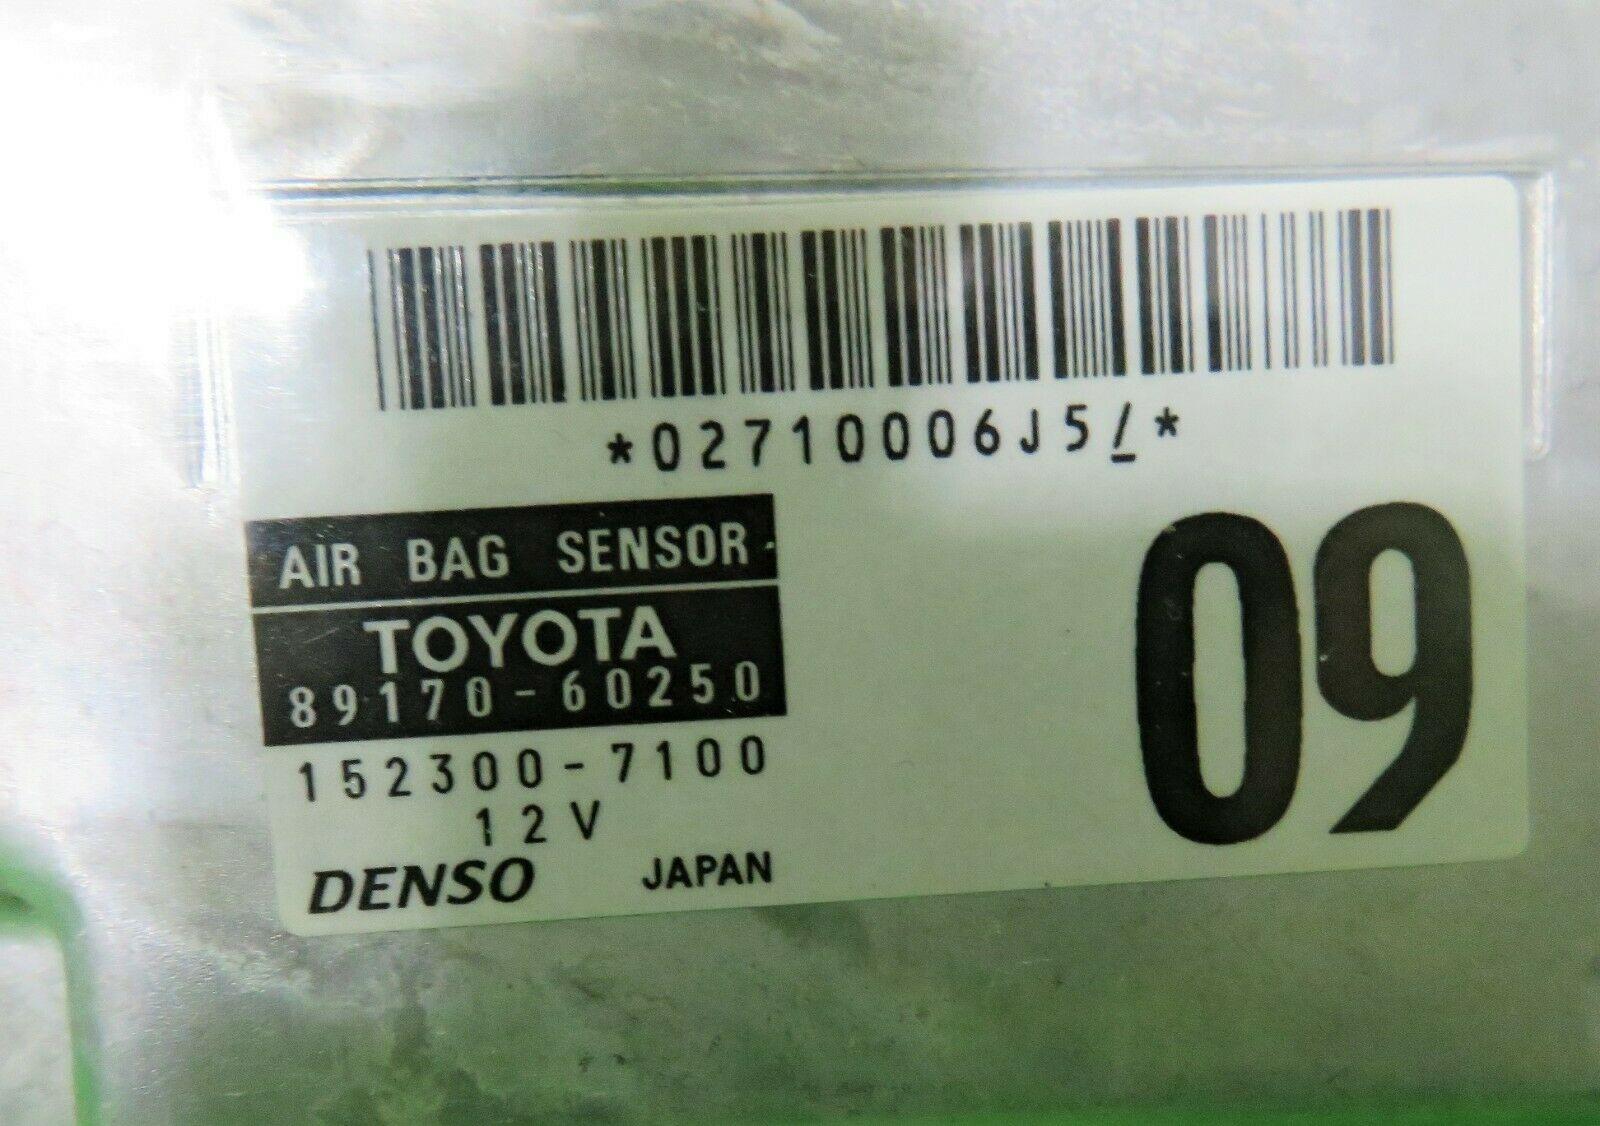 *02710006J5/*
AIR BAG SENSOR
TOYOTA
89170-60250
152300-7100
12V
DENSO JAPAN
09